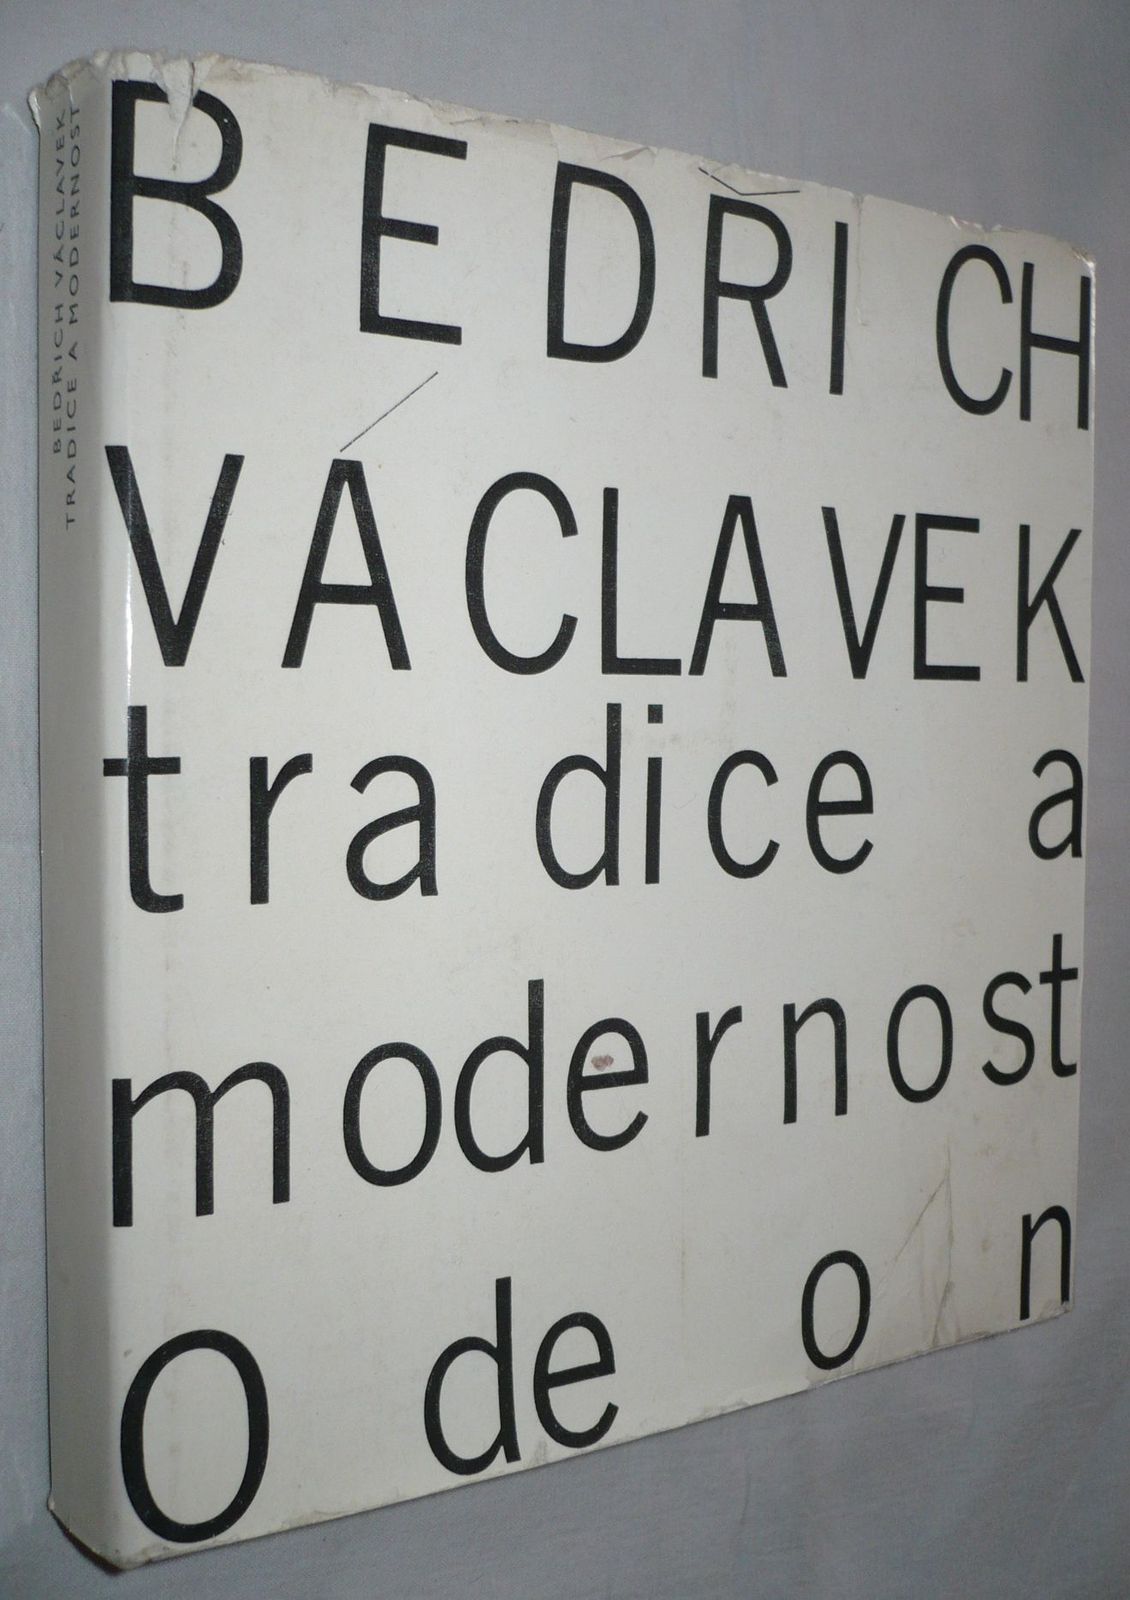 BEDŘICH VÁCLAVEK
TRADICE A MODERNOST
BEDŘICH
VÁCLAVEK
tradice a
modernost
Odeon